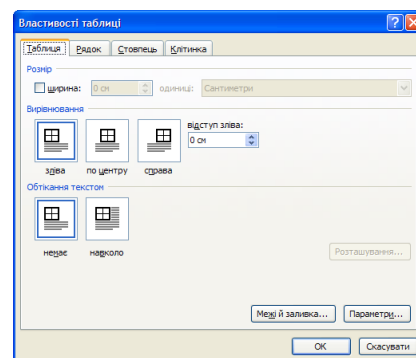 Властивості таблиці
Таблиця Рядок Стовпець Клітинка
Розмір
ширина: 0 см одиниці: Сантиметри
Вирівнювання
відступ зліва:
0 см
зліва по центру справа
Обтікання текстом
немає навколо
Розташування...
Межі й заливка... Параметри...
ОК Скасувати